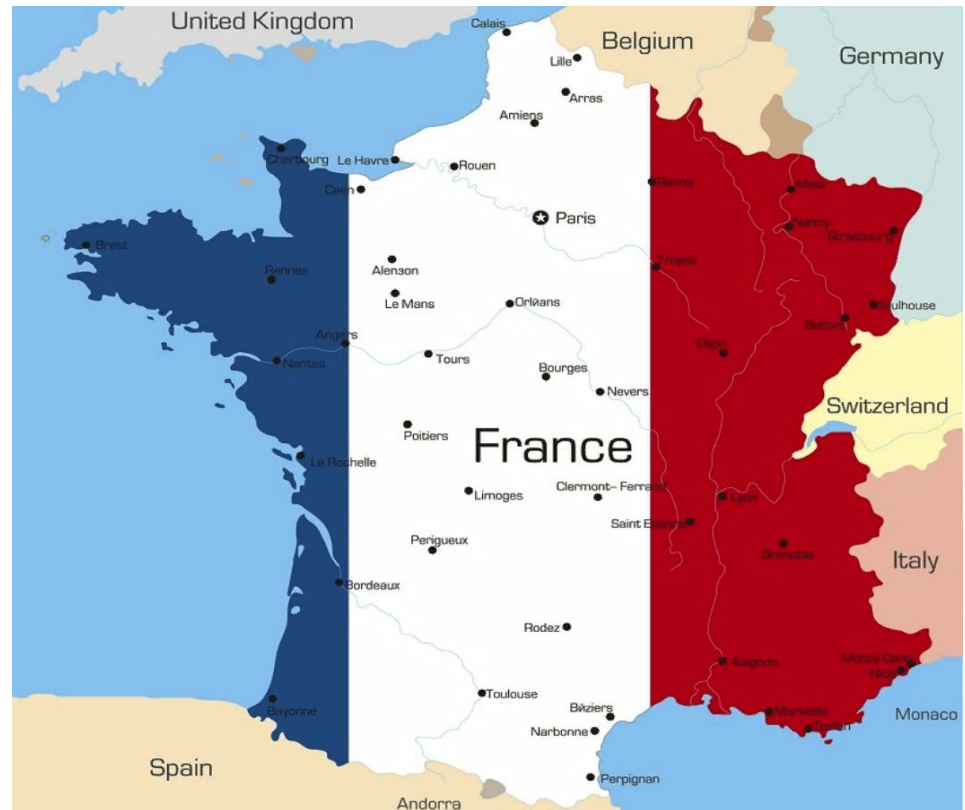 United Kingdom
Calais
Belgium
Lille
Germany
Arras
Amiens
Cherbourg
Le Havre
Rouen
Caen
Reims
Metz
Paris
Nancy
Strasbourg
Brest
Rennes
Alenson
Troyes
Le Mans
Orlŭans
Mulhouse
Angers
Belfort
Nantes
Tours
Dijon
Bourges
Nevers
Switzerland
Poitiers
France
La Rochelle
Limoges
Clermont- Ferrand
Lyon
Saint Etienne
Perigueux
Grenoble
Italy
Bordeaux
Rodez
Avignon
Monte Carlo
Nice
Toulouse
Bayonne
Bŭziers
Marseille
Monaco
Narbonne
Toulon
Spain
Perpignan
Andorra